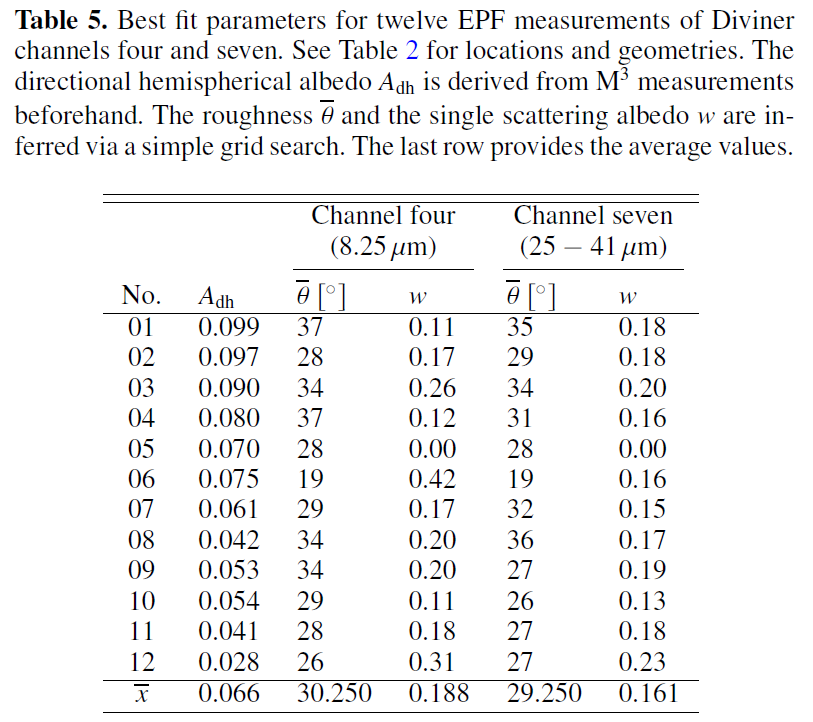 Table 5. Best fit parameters for twelve EPF measurements of Diviner
channels four and seven. See Table 2 for locations and geometries. The
directional hemispherical albedo A_dh is derived from M³ measurements
beforehand. The roughness θ̅ and the single scattering albedo w are in-
ferred via a simple grid search. The last row provides the average values.
Channel four Channel seven
(8.25 μm) (25 – 41 μm)
No. A_dh θ̅ [°] w θ̅ [°] w
01 0.099 37 0.11 35 0.18
02 0.097 28 0.17 29 0.18
03 0.090 34 0.26 34 0.20
04 0.080 37 0.12 31 0.16
05 0.070 28 0.00 28 0.00
06 0.075 19 0.42 19 0.16
07 0.061 29 0.17 32 0.15
08 0.042 34 0.20 36 0.17
09 0.053 34 0.20 27 0.19
10 0.054 29 0.11 26 0.13
11 0.041 28 0.18 27 0.18
12 0.028 26 0.31 27 0.23
x̅ 0.066 30.250 0.188 29.250 0.161